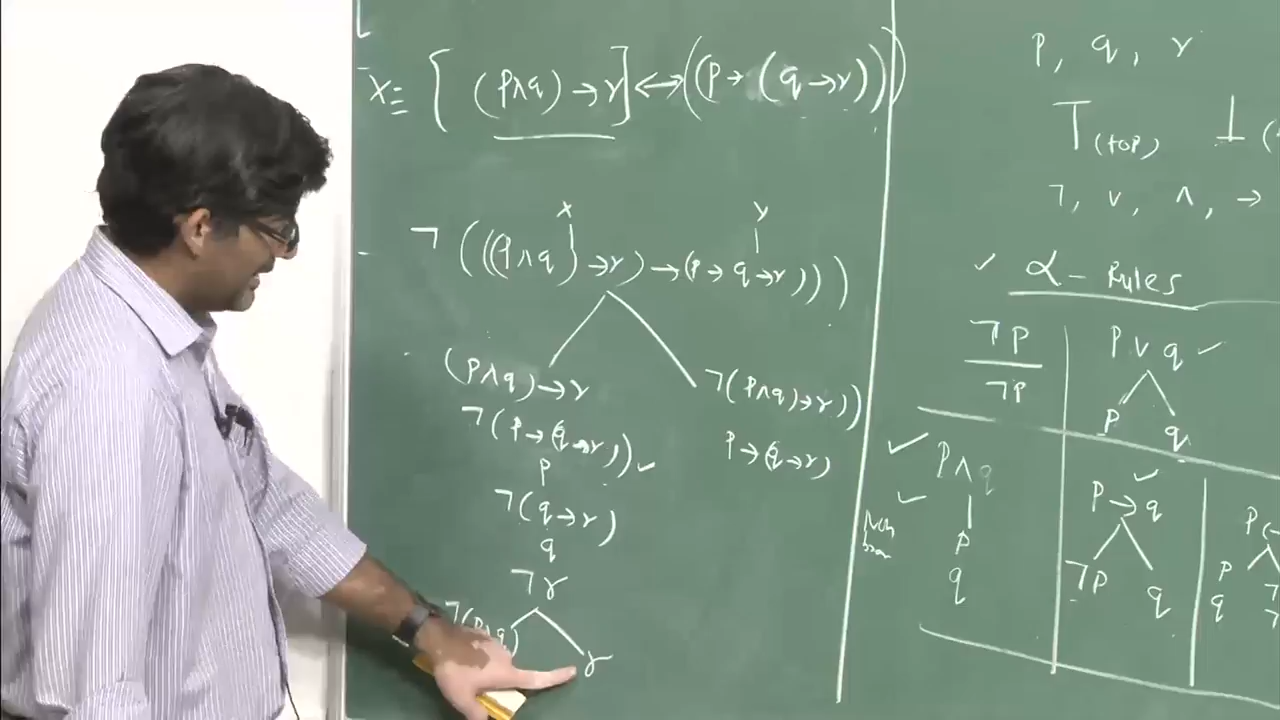 X ≡ [ (p∧q) → r ] ↔ ((p → (q → r)))
X
Y
¬ (((p∧q) → r) → (p → q → r)))
(p∧q) → r
¬(p∧q) → r))
¬(p → (q → r)) ✓
p → (q → r)
p
¬(q → r)
q
¬r
¬(p∧q)
r
p, q, r
⊤ (top) ⊥ (
¬, ∨, ∧, →
✓ α - Rules
¬p
¬p
p ∨ q ✓
p
q
✓ p ∧ q
✓
p
q
p → q ✓
¬p
q
p
q